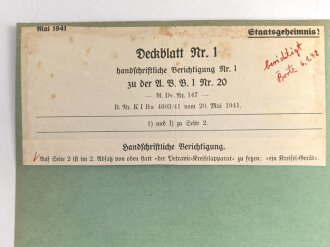 Mai 1941
Staatsgeheimnis!
Deckblatt Nr. 1
handschriftliche Berichtigung Nr. 1
zu der A. B. B. I Nr. 20
— M. Dv. Nr. 147 —
B. Nr. K I Ba 4603/41 vom 20. Mai 1941.
berichtigt
1) und 1) zu Seite 2.
Handschriftliche Berichtigung.
Auf Seite 2 ist im 2. Absatz von oben statt «der Petravic-Kreiselapparat» zu setzen: «ein Kreisel-Gerät».